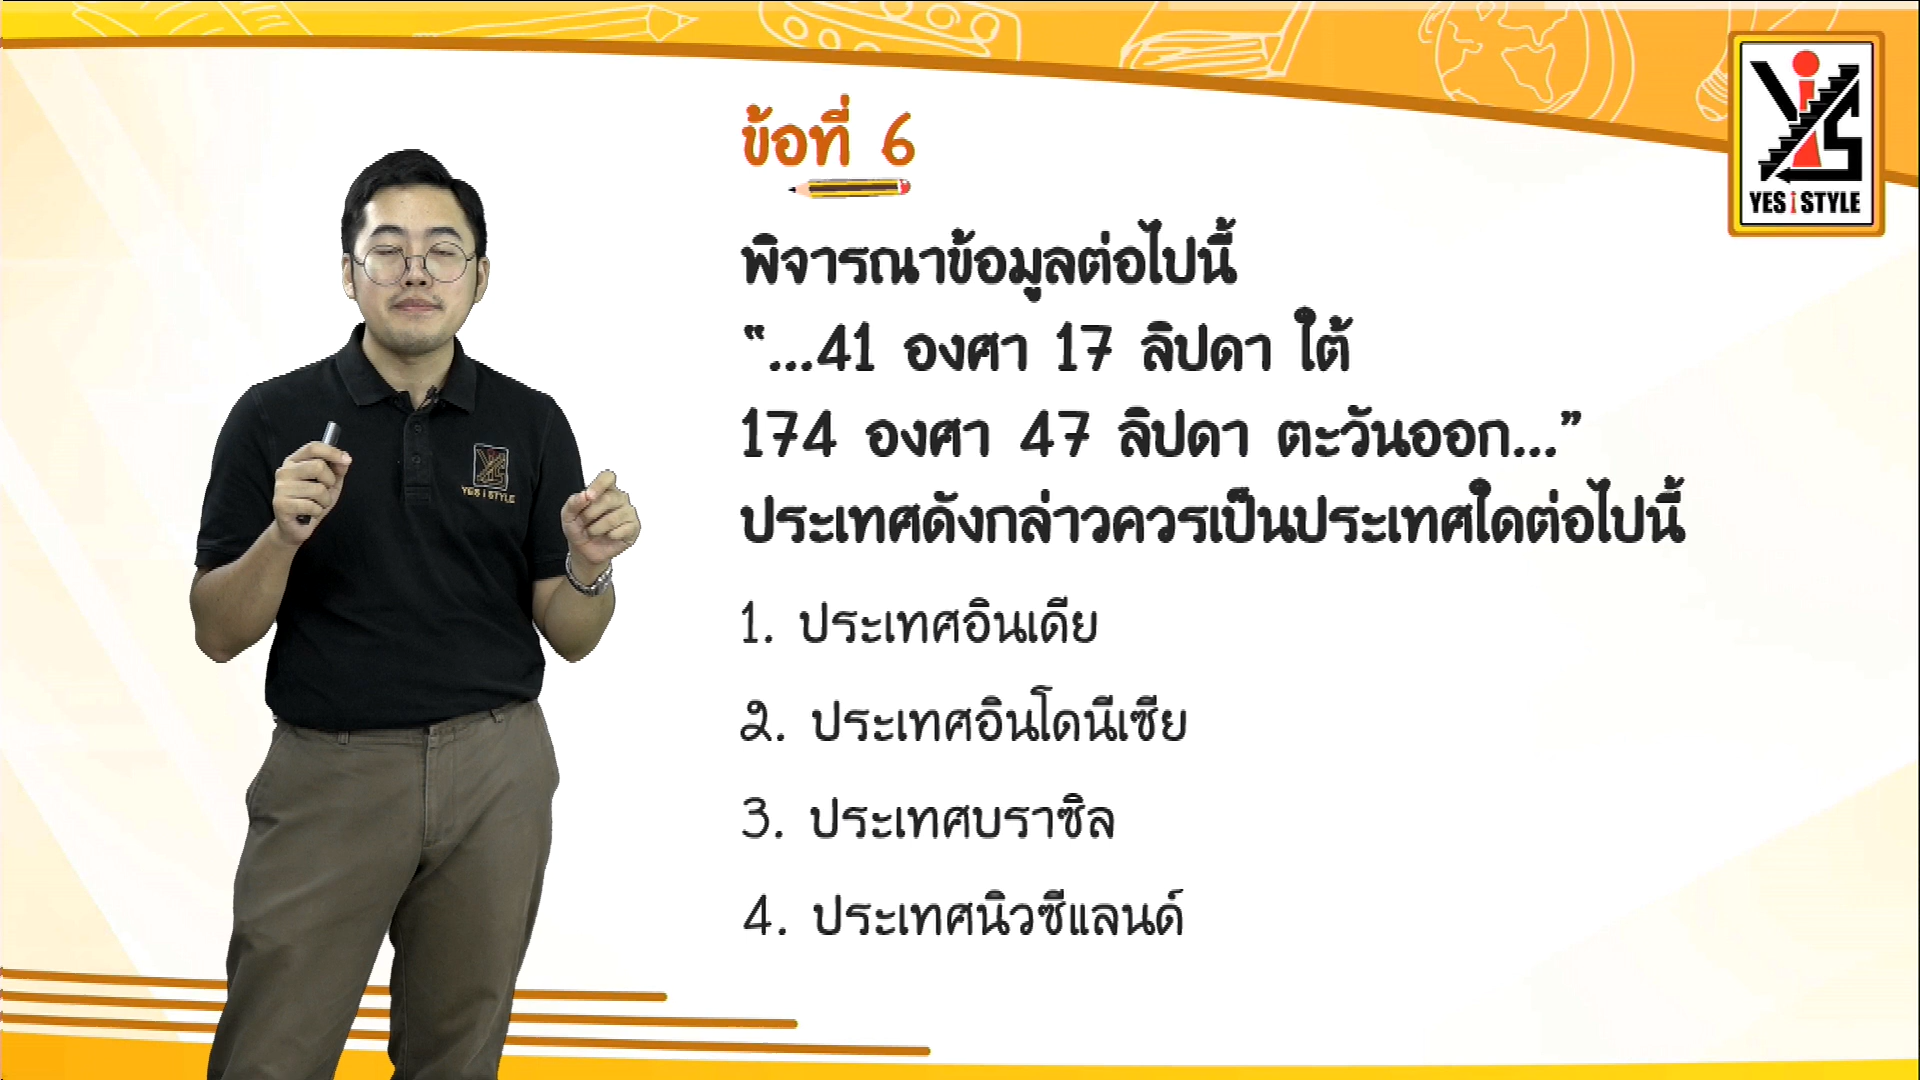 ข้อที่ 6
YES i STYLE
พิจารณาข้อมูลต่อไปนี้
“...41 องศา 17 ลิปดา ใต้
174 องศา 47 ลิปดา ตะวันออก...”
ประเทศดังกล่าวควรเป็นประเทศใดต่อไปนี้
1. ประเทศอินเดีย
2. ประเทศอินโดนีเซีย
3. ประเทศบราซิล
4. ประเทศนิวซีแลนด์
YES i STYLE